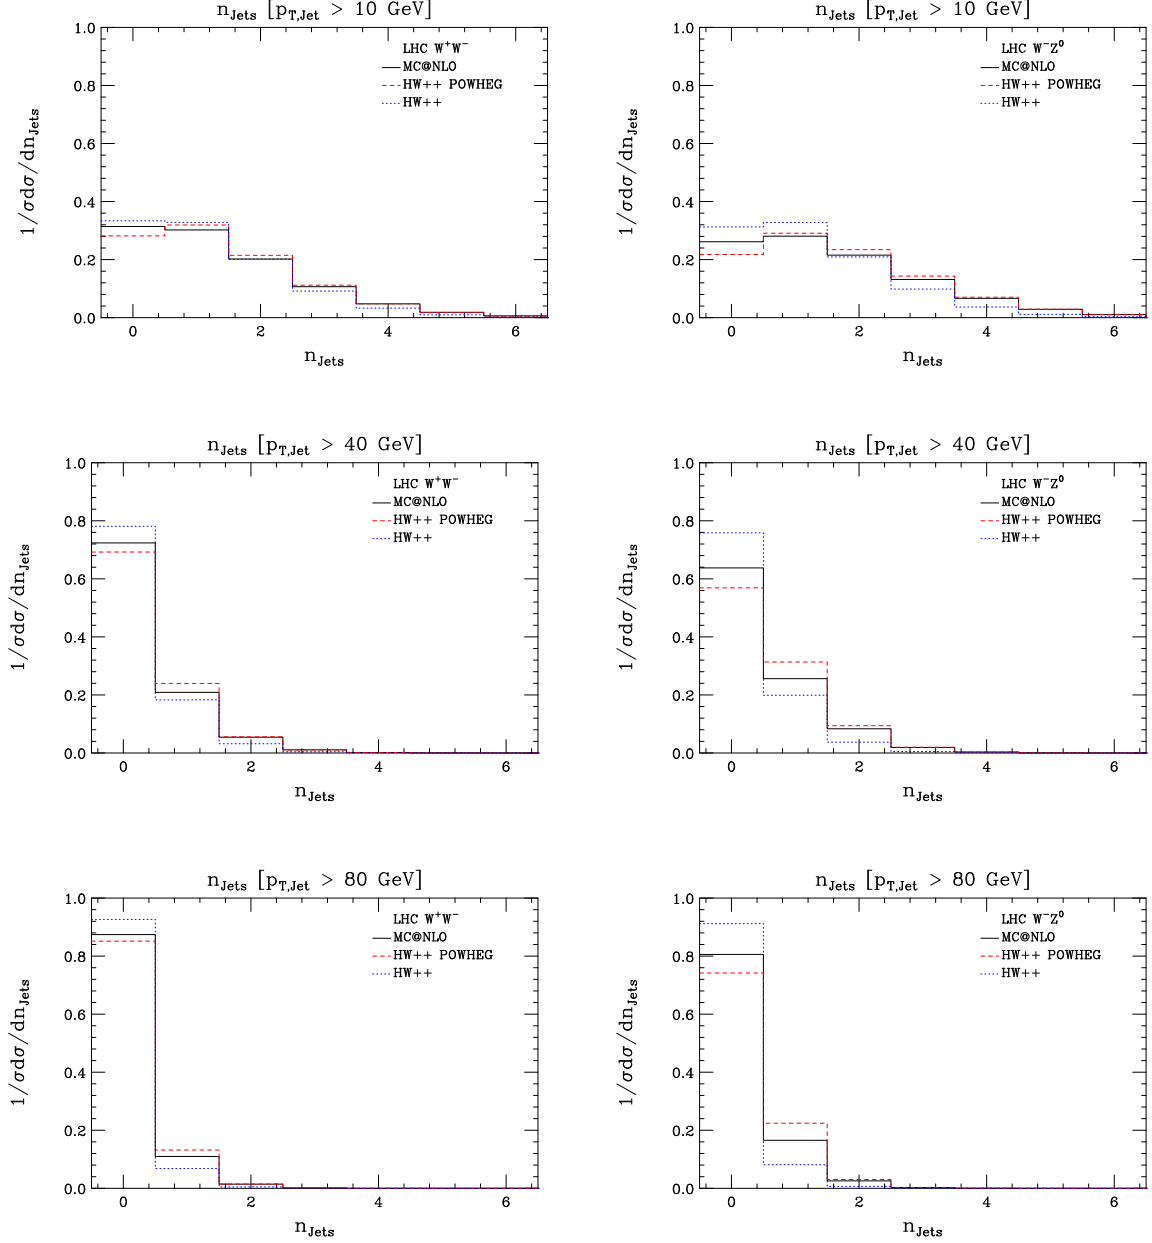 n_Jets [p_T,Jet > 10 GeV]
1/σdσ/dn_Jets
1.0
0.8
0.6
0.4
0.2
0.0
LHC W⁺W⁻
MC@NLO
HW++ POWHEG
HW++
0 2 4 6
n_Jets
n_Jets [p_T,Jet > 10 GeV]
1/σdσ/dn_Jets
1.0
0.8
0.6
0.4
0.2
0.0
LHC W⁻Z⁰
MC@NLO
HW++ POWHEG
HW++
0 2 4 6
n_Jets
n_Jets [p_T,Jet > 40 GeV]
1/σdσ/dn_Jets
1.0
0.8
0.6
0.4
0.2
0.0
LHC W⁺W⁻
MC@NLO
HW++ POWHEG
HW++
0 2 4 6
n_Jets
n_Jets [p_T,Jet > 40 GeV]
1/σdσ/dn_Jets
1.0
0.8
0.6
0.4
0.2
0.0
LHC W⁻Z⁰
MC@NLO
HW++ POWHEG
HW++
0 2 4 6
n_Jets
n_Jets [p_T,Jet > 80 GeV]
1/σdσ/dn_Jets
1.0
0.8
0.6
0.4
0.2
0.0
LHC W⁺W⁻
MC@NLO
HW++ POWHEG
HW++
0 2 4 6
n_Jets
n_Jets [p_T,Jet > 80 GeV]
1/σdσ/dn_Jets
1.0
0.8
0.6
0.4
0.2
0.0
LHC W⁻Z⁰
MC@NLO
HW++ POWHEG
HW++
0 2 4 6
n_Jets